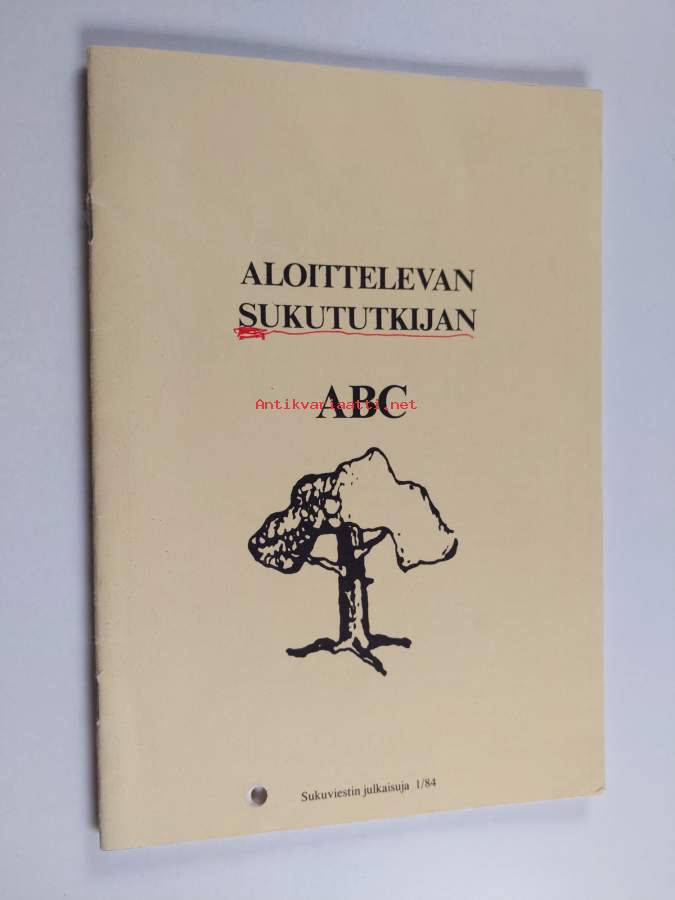 ALOITTELEVAN
SUKUTUTKIJAN
ABC
Antikvariaatti.net
Sukuviestin julkaisuja 1/84